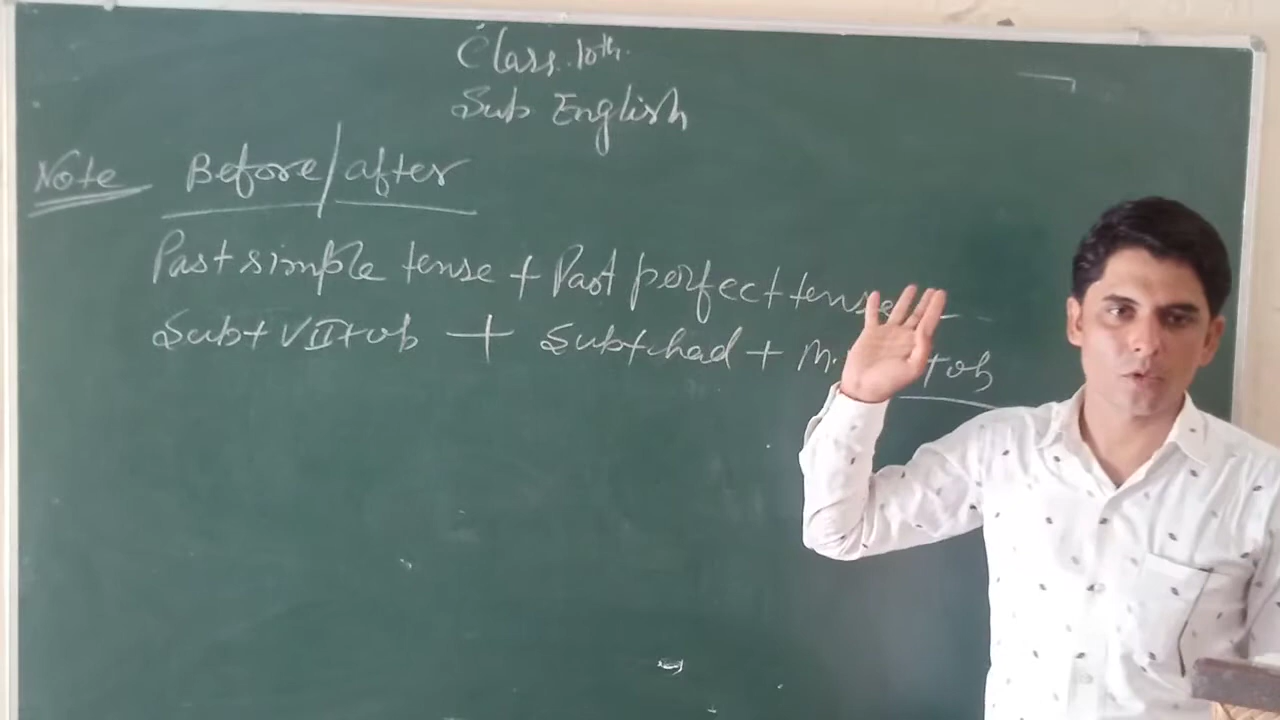 Class 10th.
Sub English
Note Before/after
Past simple tense + Past perfect tense
Sub + VII + ob + Sub + had + M. + ob